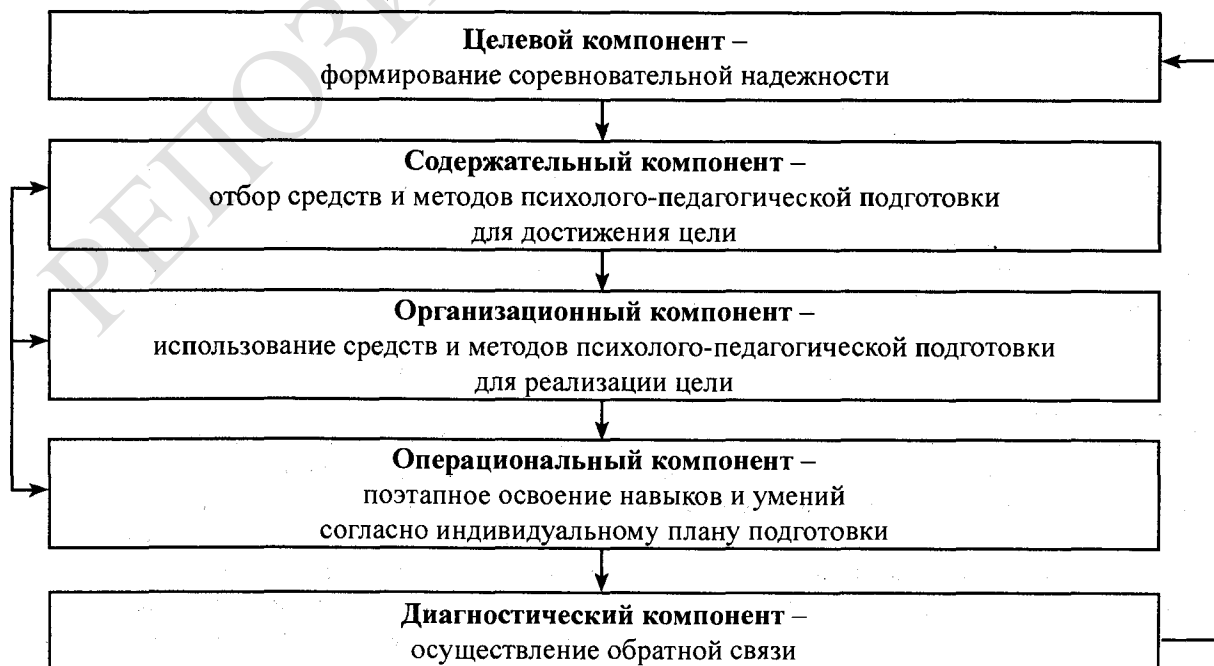 Целевой компонент –
формирование соревновательной надежности
Содержательный компонент –
отбор средств и методов психолого-педагогической подготовки
для достижения цели
Организационный компонент –
использование средств и методов психолого-педагогической подготовки
для реализации цели
Операциональный компонент –
поэтапное освоение навыков и умений
согласно индивидуальному плану подготовки
Диагностический компонент –
осуществление обратной связи